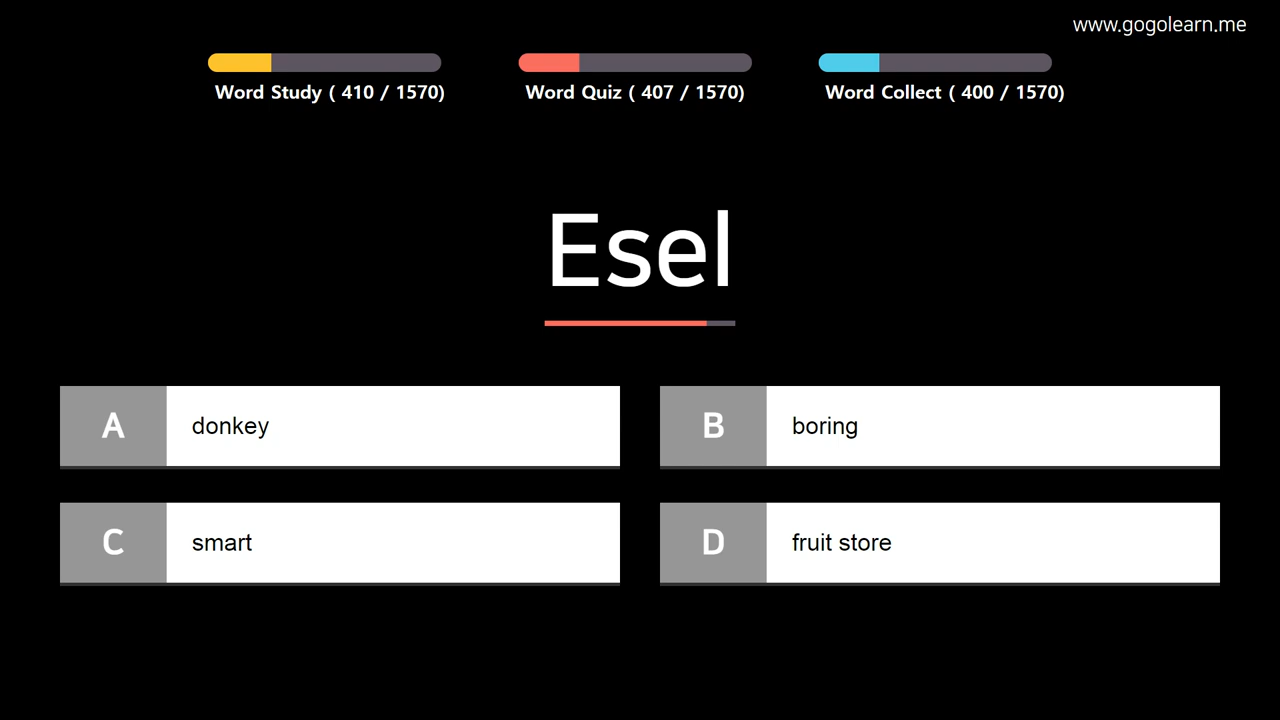 www.gogolearn.me
Word Study ( 410 / 1570)
Word Quiz ( 407 / 1570)
Word Collect ( 400 / 1570)
Esel
A donkey
B boring
C smart
D fruit store